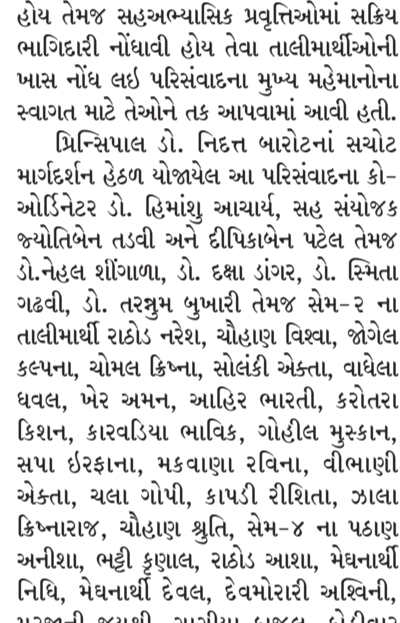 હોય તેમજ સહઅભ્યાસિક પ્રવૃત્તિઓમાં સક્રિય
ભાગિદારી નોંધાવી હોય તેવા તાલીમાર્થીઓની
ખાસ નોંધ લઇ પરિસંવાદના મુખ્ય મહેમાનોના
સ્વાગત માટે તેઓને તક આપવામાં આવી હતી.
પ્રિન્સિપાલ ડો. નિદત્ત બારોટનાં સચોટ
માર્ગદર્શન હેઠળ યોજાયેલ આ પરિસંવાદના કો-
ઓર્ડિનેટર ડો. હિમાંશુ આચાર્ય, સહ સંયોજક
જ્યોતિબેન તડવી અને દીપિકાબેન પટેલ તેમજ
ડો.નેહલ શીંગાળા, ડો. દક્ષા ડાંગર, ડો. સ્મિતા
ગઢવી, ડો. તરન્નુમ બુખારી તેમજ સેમ-૨ ના
તાલીમાર્થી રાઠોડ નરેશ, ચૌહાણ વિશ્વા, જોગેલ
કલ્પના, ચોમલ ક્રિષ્ના, સોલંકી એક્તા, વાઘેલા
ધવલ, ખેર અમન, આહિર ભારતી, કરોતરા
કિશન, કારવડિયા ભાવિક, ગોહીલ મુસ્કાન,
સપા ઇરફાના, મકવાણા રવિના, વીભાણી
એક્તા, ચલા ગોપી, કાપડી રીશિતા, ઝાલા
ક્રિષ્નારાજ, ચૌહાણ શ્રુતિ, સેમ-૪ ના પઠાણ
અનીશા, ભટ્ટી કૃણાલ, રાઠોડ આશા, મેઘનાર્થી
નિધિ, મેઘનાર્થી દેવલ, દેવમોરારી અશ્વિની,